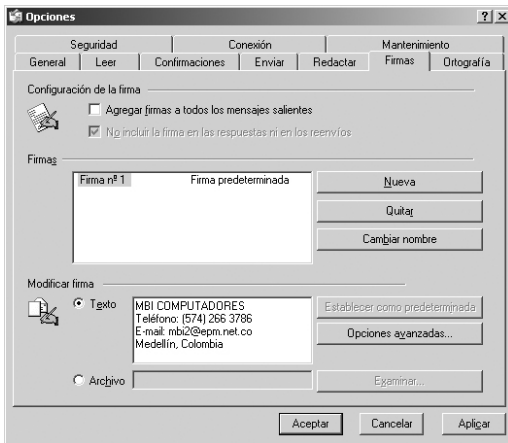 Opciones
Seguridad Conexión Mantenimiento
General Leer Confirmaciones Enviar Redactar Firmas Ortografía
Configuración de la firma
Agregar firmas a todos los mensajes salientes
No incluir la firma en las respuestas ni en los reenvíos
Firmas
Firma nº 1 Firma predeterminada
Nueva
Quitar
Cambiar nombre
Modificar firma
Texto
MBI COMPUTADORES
Teléfono: (574) 266 3786
E-mail: mbi2@epm.net.co
Medellín, Colombia
Establecer como predeterminada
Opciones avanzadas...
Archivo
Examinar...
Aceptar Cancelar Aplicar